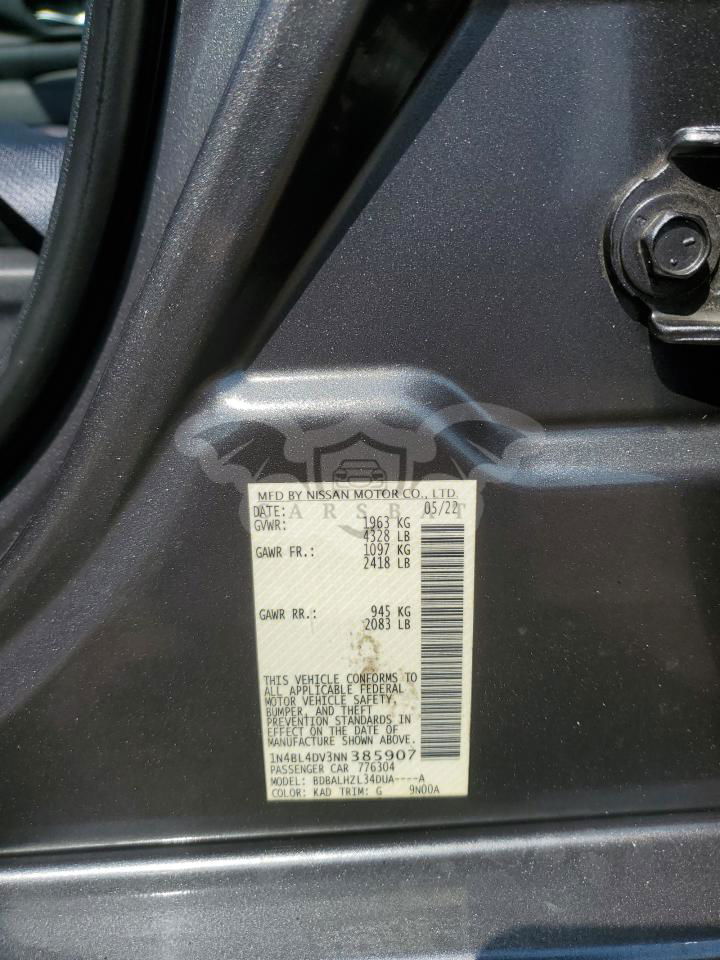 MFD BY NISSAN MOTOR CO., LTD.
DATE: 05/22
GVWR: 1963 KG
4328 LB
GAWR FR.: 1097 KG
2418 LB
GAWR RR.: 945 KG
2083 LB
THIS VEHICLE CONFORMS TO
ALL APPLICABLE FEDERAL
MOTOR VEHICLE SAFETY,
BUMPER, AND THEFT
PREVENTION STANDARDS IN
EFFECT ON THE DATE OF
MANUFACTURE SHOWN ABOVE.
1N4BL4DV3NN385907
PASSENGER CAR 776304
MODEL: BDBALHZL34DUA----A
COLOR: KAD TRIM: G 9N00A
CARSBAT